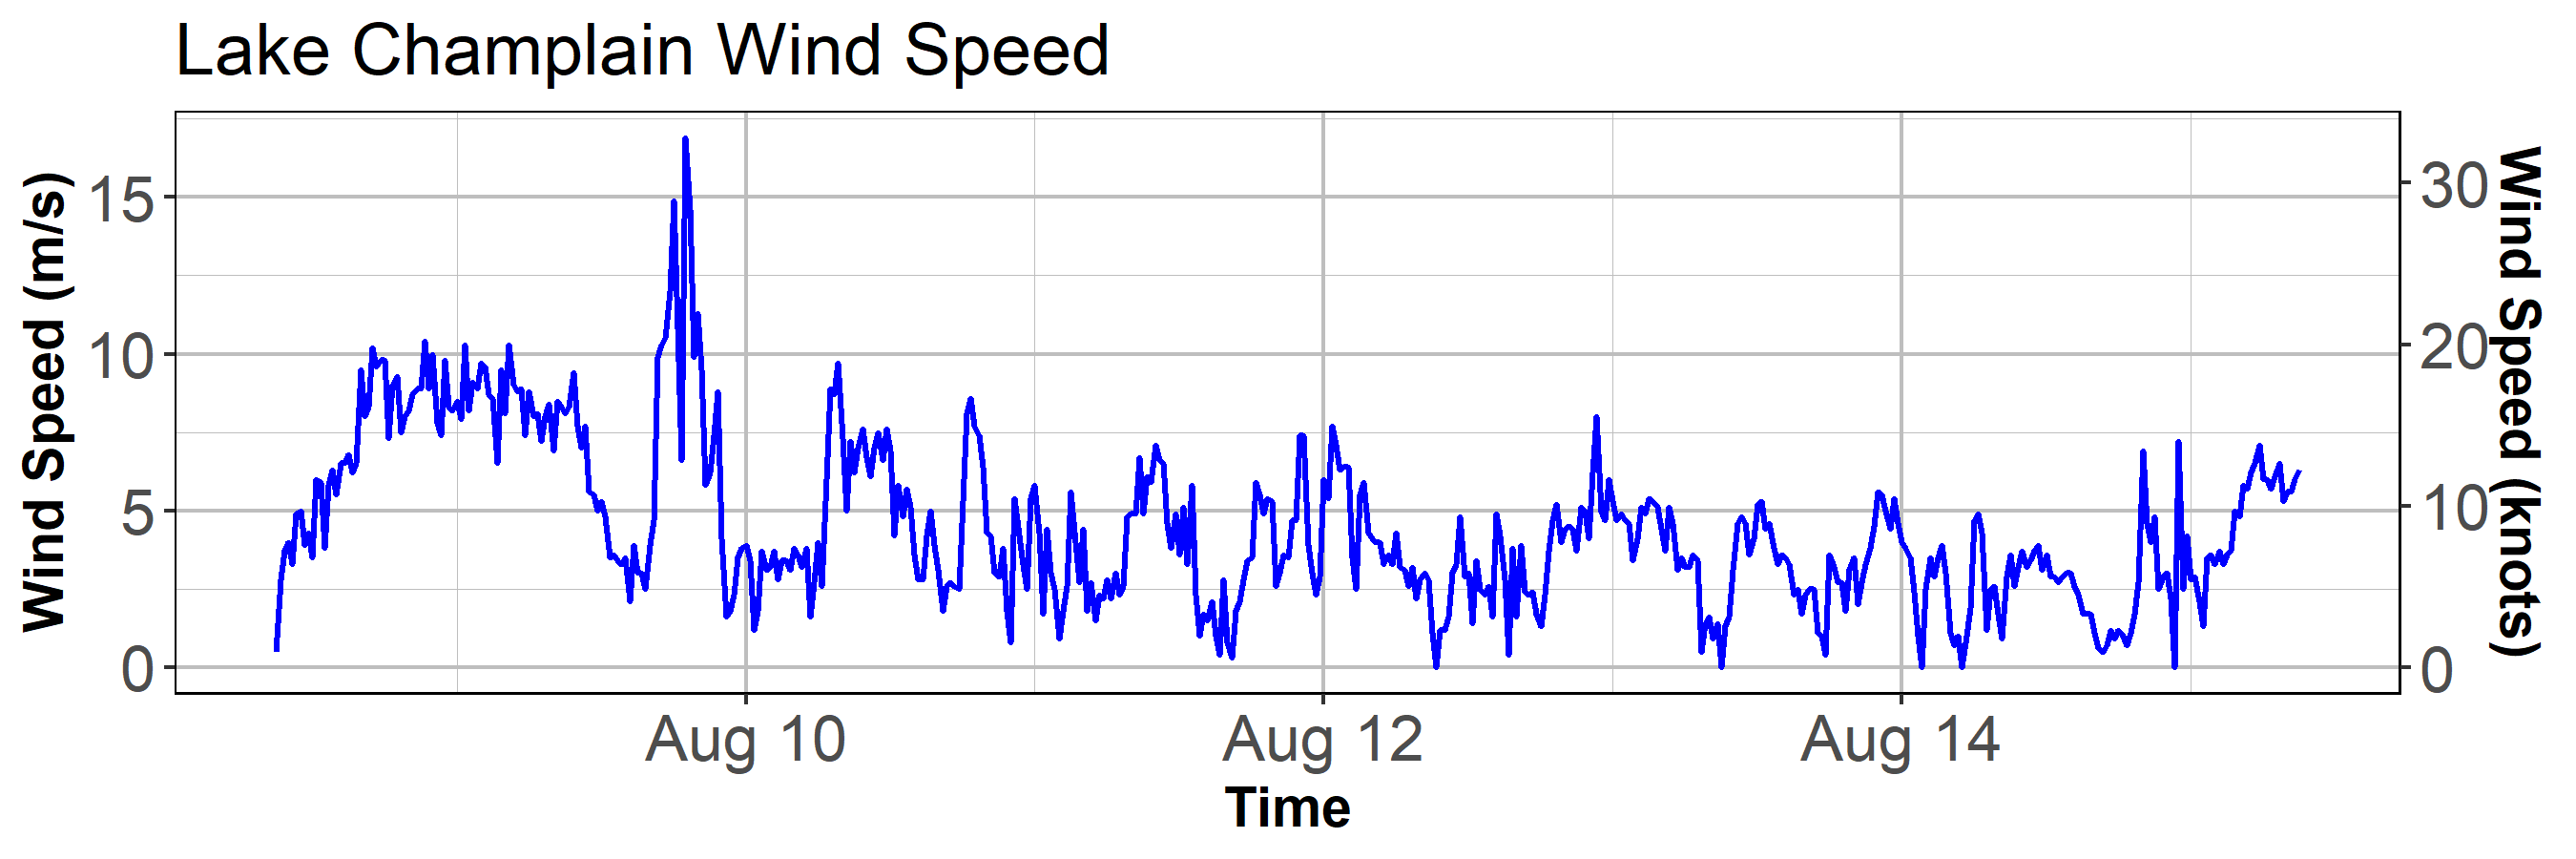 Lake Champlain Wind Speed
Wind Speed (m/s)
15
10
5
0
30
20
10
0
Wind Speed (knots)
Aug 10
Aug 12
Aug 14
Time